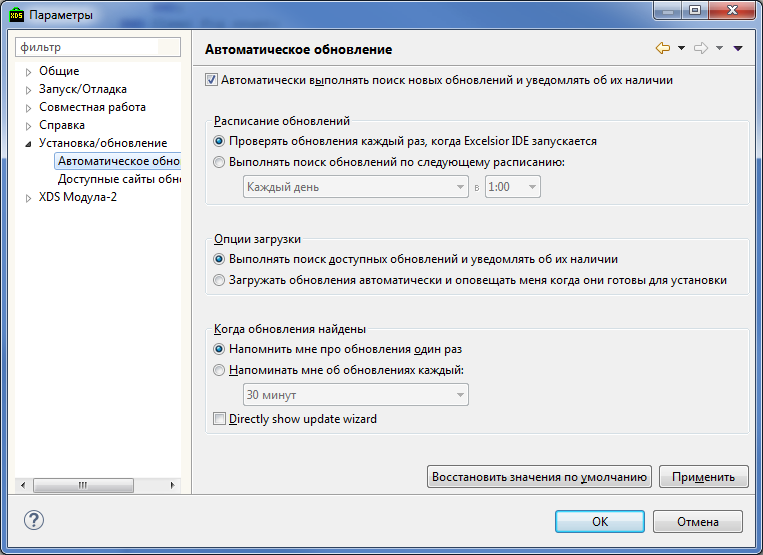 XDS Параметры
фильтр
Общие
Запуск/Отладка
Совместная работа
Справка
Установка/обновление
Автоматическое обно
Доступные сайты обн
XDS Модула-2
Автоматическое обновление
Автоматически выполнять поиск новых обновлений и уведомлять об их наличии
Расписание обновлений
Проверять обновления каждый раз, когда Excelsior IDE запускается
Выполнять поиск обновлений по следующему расписанию:
Каждый день в 1:00
Опции загрузки
Выполнять поиск доступных обновлений и уведомлять об их наличии
Загружать обновления автоматически и оповещать меня когда они готовы для установки
Когда обновления найдены
Напомнить мне про обновления один раз
Напоминать мне об обновлениях каждый:
30 минут
Directly show update wizard
Восстановить значения по умолчанию Применить
? OK Отмена